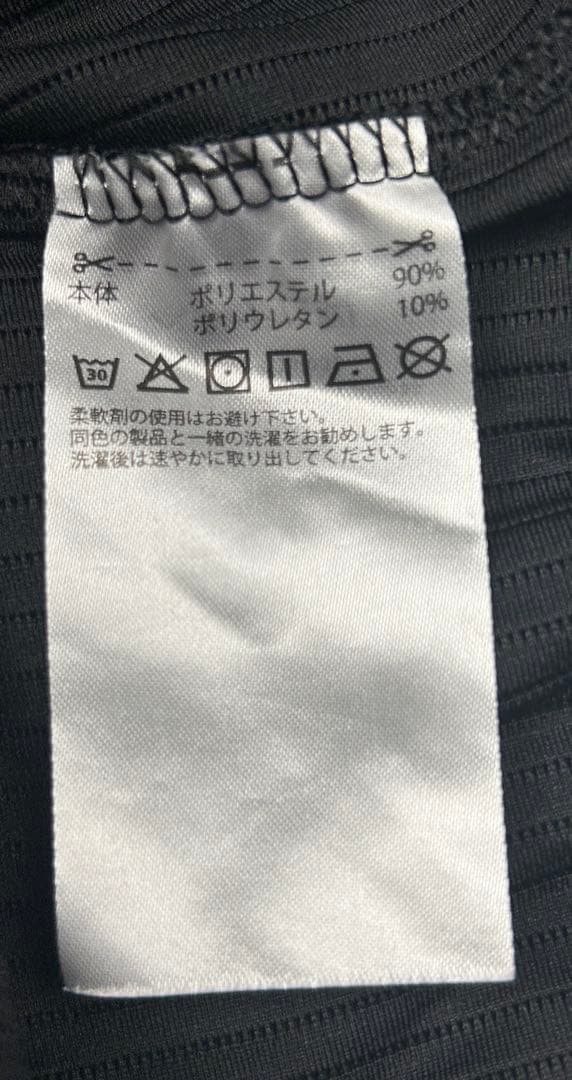 本体 ポリエステル 90%
ポリウレタン 10%
30
柔軟剤の使用はお避け下さい。
同色の製品と一緒の洗濯をお勧めします。
洗濯後は速やかに取り出してください。